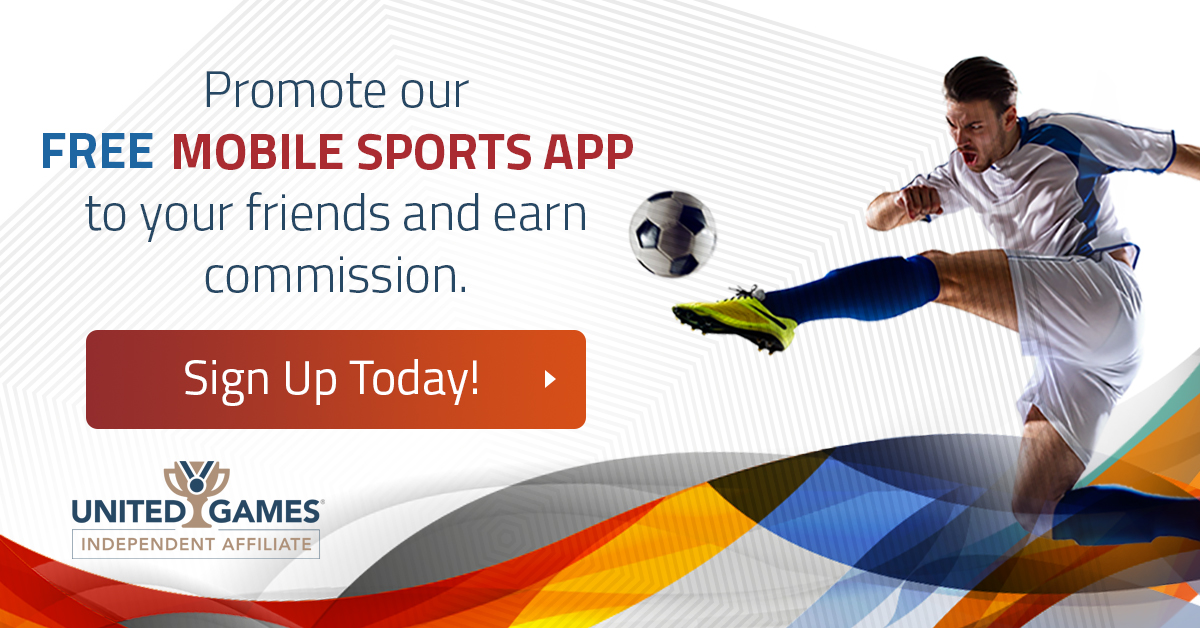 Promote our
FREE MOBILE SPORTS APP
to your friends and earn
commission.
Sign Up Today!
UNITED GAMES®
INDEPENDENT AFFILIATE